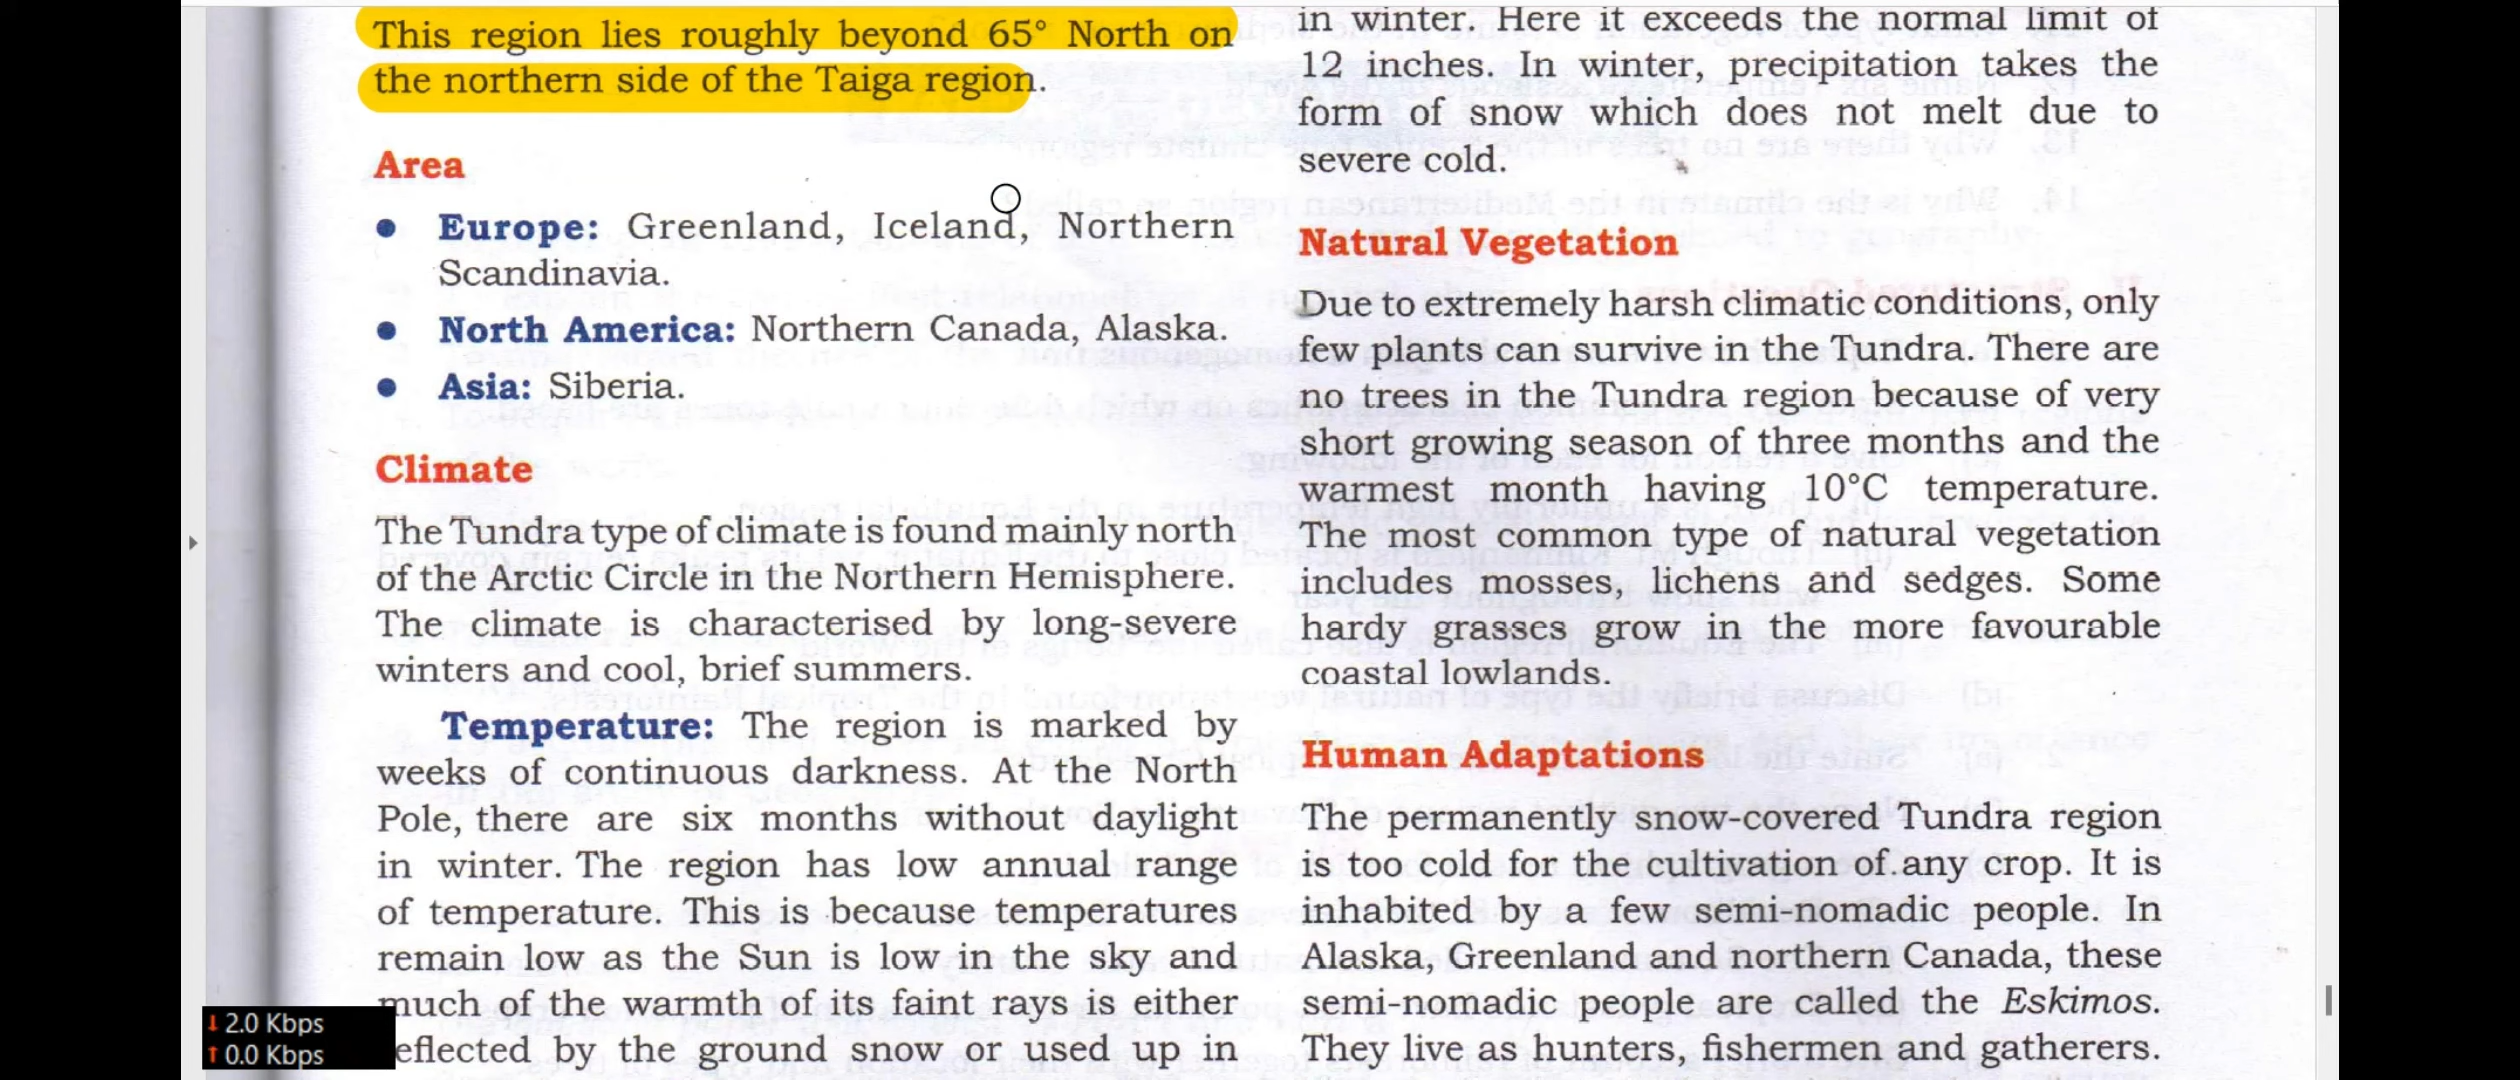 This region lies roughly beyond 65° North on
the northern side of the Taiga region.
Area
● Europe: Greenland, Iceland, Northern
Scandinavia.
● North America: Northern Canada, Alaska.
● Asia: Siberia.
Climate
The Tundra type of climate is found mainly north
of the Arctic Circle in the Northern Hemisphere.
The climate is characterised by long-severe
winters and cool, brief summers.
Temperature: The region is marked by
weeks of continuous darkness. At the North
Pole, there are six months without daylight
in winter. The region has low annual range
of temperature. This is because temperatures
remain low as the Sun is low in the sky and
much of the warmth of its faint rays is either
eflected by the ground snow or used up in
in winter. Here it exceeds the normal limit of
12 inches. In winter, precipitation takes the
form of snow which does not melt due to
severe cold.
Natural Vegetation
Due to extremely harsh climatic conditions, only
few plants can survive in the Tundra. There are
no trees in the Tundra region because of very
short growing season of three months and the
warmest month having 10°C temperature.
The most common type of natural vegetation
includes mosses, lichens and sedges. Some
hardy grasses grow in the more favourable
coastal lowlands.
Human Adaptations
The permanently snow-covered Tundra region
is too cold for the cultivation of any crop. It is
inhabited by a few semi-nomadic people. In
Alaska, Greenland and northern Canada, these
semi-nomadic people are called the Eskimos.
They live as hunters, fishermen and gatherers.
↓ 2.0 Kbps
↑ 0.0 Kbps